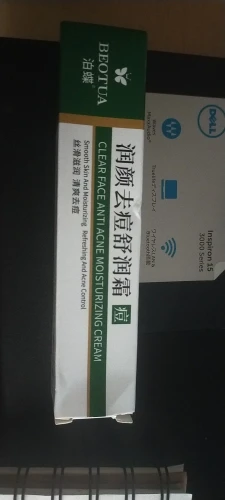 BEOTUA
泊蝶
润颜去痘舒润霜 痘
CLEAR FACE ANTI ACNE MOISTURIZING CREAM
Smooth Skin And Moisturizing Refreshing And Acne Control
丝滑滋润 清爽去痘
DELL
Inspiron 15
3000 Series